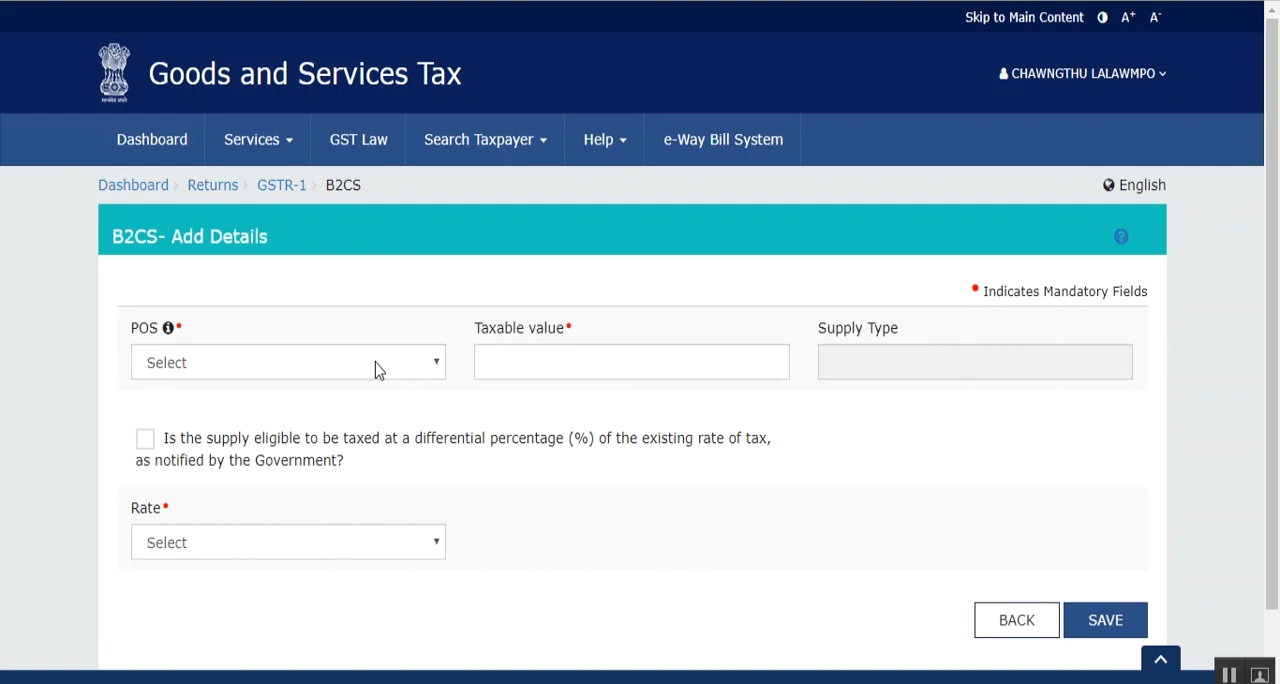 Skip to Main Content A+ A-
Goods and Services Tax
CHAWNGTHU LALAWMPO
Dashboard Services GST Law Search Taxpayer Help e-Way Bill System
Dashboard Returns GSTR-1 B2CS
English
B2CS- Add Details
?
• Indicates Mandatory Fields
POS • Taxable value • Supply Type
Select
Is the supply eligible to be taxed at a differential percentage (%) of the existing rate of tax,
as notified by the Government?
Rate •
Select
BACK SAVE